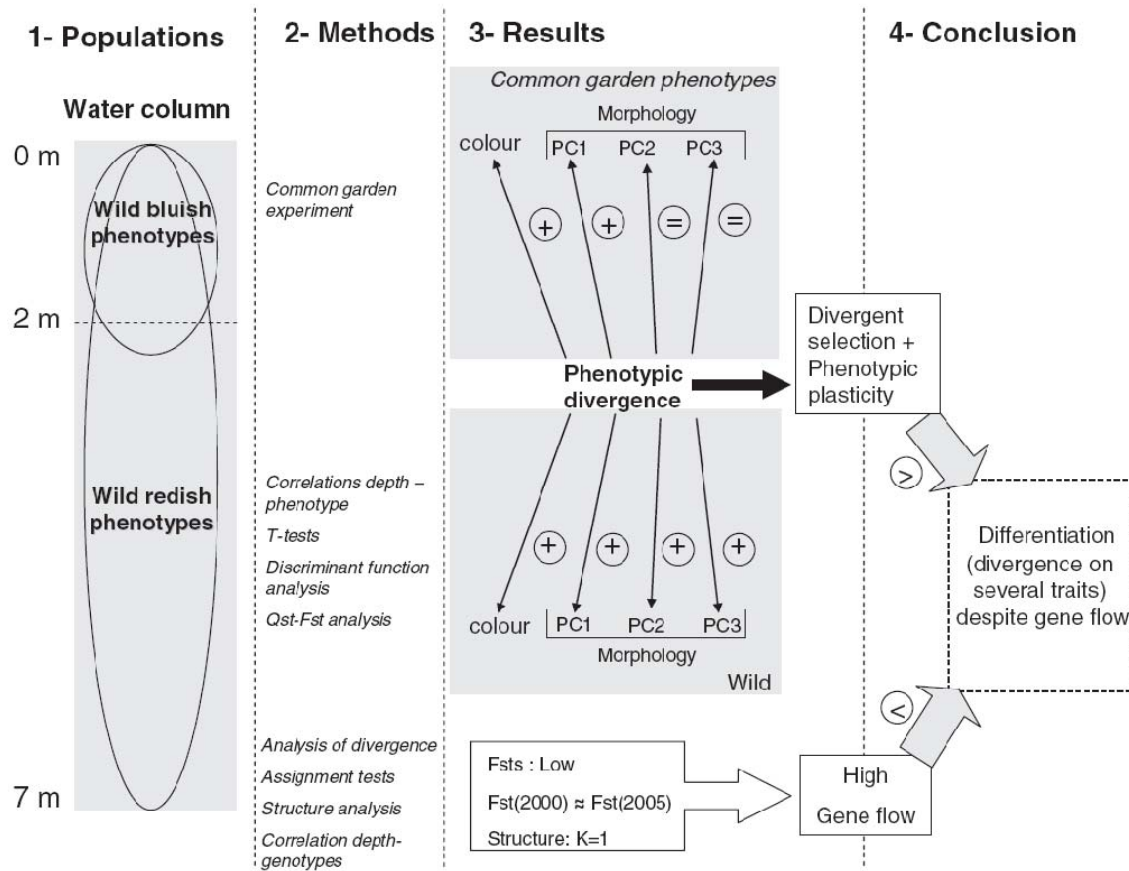 1- Populations
2- Methods
3- Results
4- Conclusion
Water column
0 m
2 m
7 m
Wild bluish
phenotypes
Wild redish
phenotypes
Common garden
experiment
Correlations depth –
phenotype
T-tests
Discriminant function
analysis
Qst-Fst analysis
Analysis of divergence
Assignment tests
Structure analysis
Correlation depth-
genotypes
Common garden phenotypes
Morphology
colour PC1 PC2 PC3
+ + = =
Phenotypic
divergence
+ + + +
colour PC1 PC2 PC3
Morphology
Wild
Fsts : Low
Fst(2000) ≈ Fst(2005)
Structure: K=1
Divergent
selection +
Phenotypic
plasticity
>
<
High
Gene flow
Differentiation
(divergence on
several traits)
despite gene flow